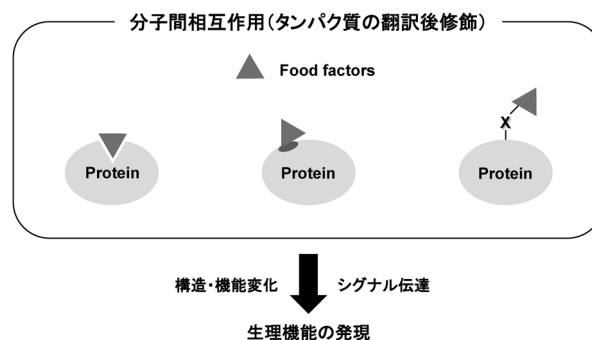 分子間相互作用(タンパク質の翻訳後修飾)
Food factors
X
Protein
Protein
Protein
構造・機能変化
シグナル伝達
生理機能の発現